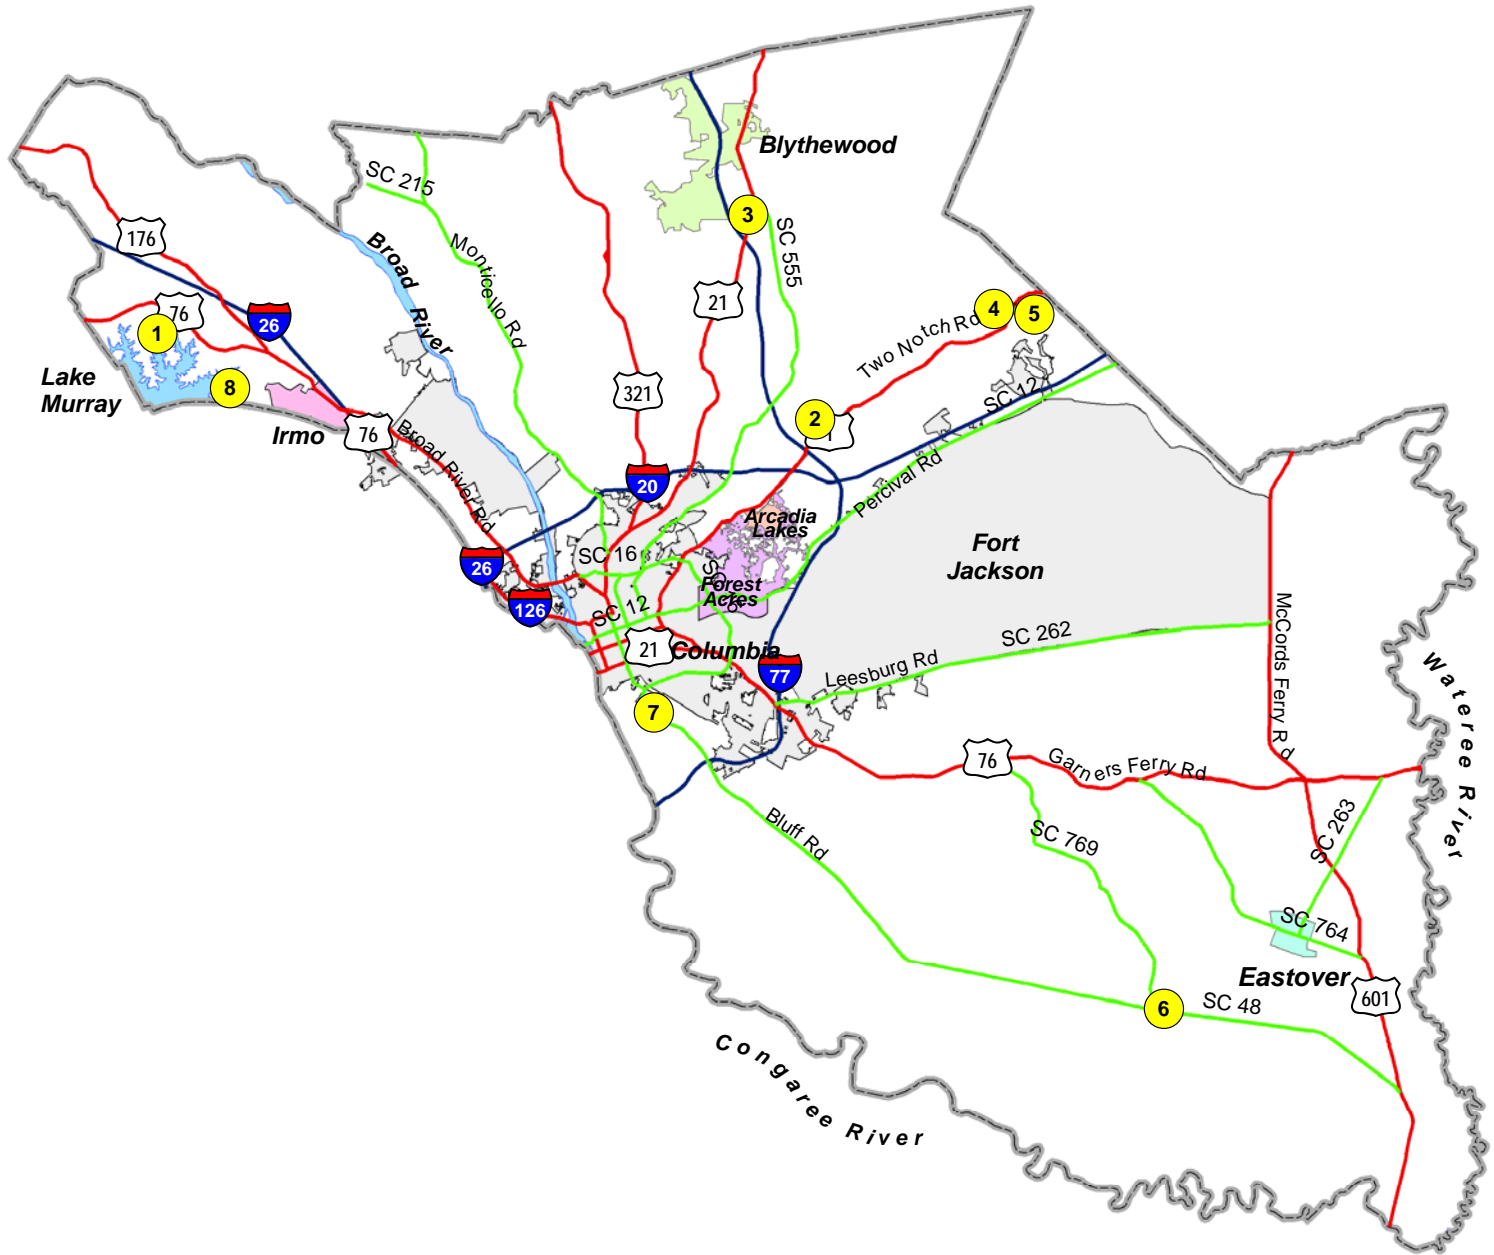 Blythewood
SC 215
3
176
Broad
River
Monticello Rd
SC 555
76
1
26
21
4
5
Two Notch Rd
Lake
Murray
8
321
SC 12
Irmo
76
2
1
Broad River Rd
20
Percival Rd
Arcadia
Lakes
SC 16
Fort
Jackson
26
Forest
Acres
126
SC 12
McCords Ferry Rd
SC 262
21
Columbia
77
Leesburg Rd
Wateree River
7
76
Garners Ferry Rd
Bluff Rd
SC 769
SC 263
SC 764
Eastover
601
6
SC 48
Congaree River